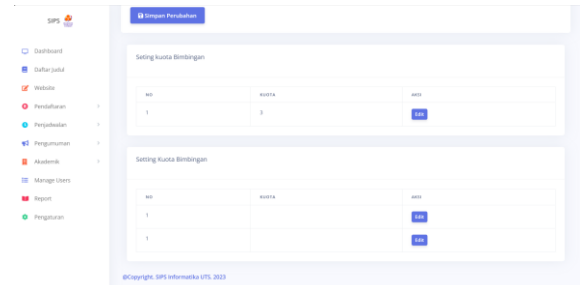 SIPS
Dashboard
Daftar Judul
Website
Pendaftaran
Penjadwalan
Pengumuman
Akademik
Manage Users
Report
Pengaturan
Simpan Perubahan
Seting kuota Bimbingan
NO KUOTA AKSI
1 3 Edit
Setting Kuota Bimbingan
NO KUOTA AKSI
1 Edit
1 Edit
©Copyright. SIPS Informatika UTS. 2023